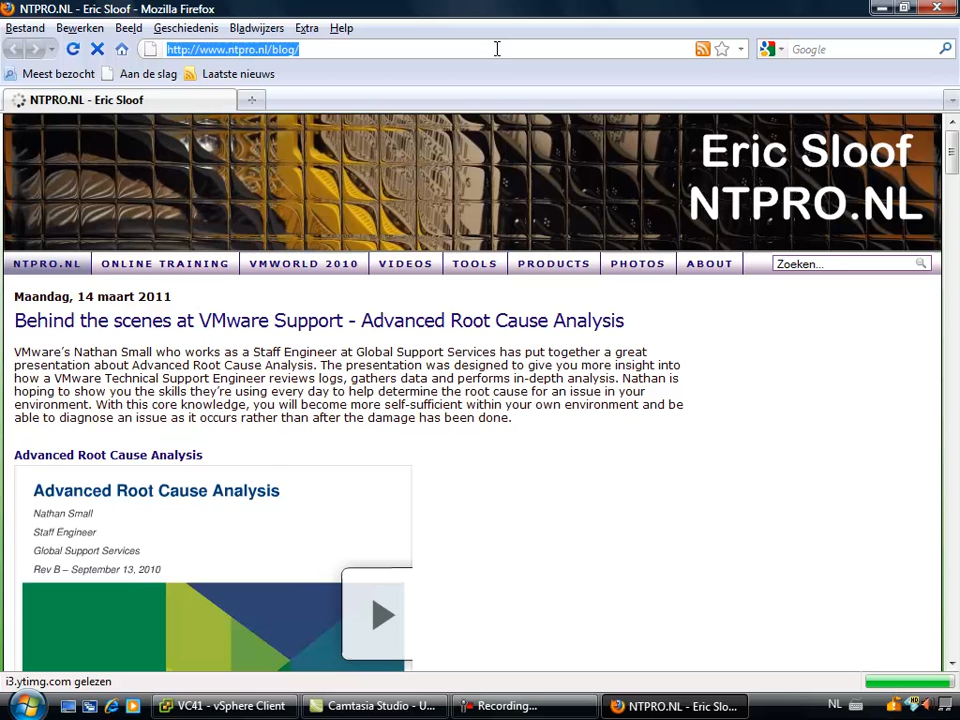 NTPRO.NL - Eric Sloof - Mozilla Firefox
Bestand Bewerken Beeld Geschiedenis Bladwijzers Extra Help
http://www.ntpro.nl/blog/
Google
Meest bezocht Aan de slag Laatste nieuws
NTPRO.NL - Eric Sloof
Eric Sloof
NTPRO.NL
NTPRO.NL ONLINE TRAINING VMWORLD 2010 VIDEOS TOOLS PRODUCTS PHOTOS ABOUT Zoeken...
Maandag, 14 maart 2011
Behind the scenes at VMware Support - Advanced Root Cause Analysis
VMware's Nathan Small who works as a Staff Engineer at Global Support Services has put together a great
presentation about Advanced Root Cause Analysis. The presentation was designed to give you more insight into
how a VMware Technical Support Engineer reviews logs, gathers data and performs in-depth analysis. Nathan is
hoping to show you the skills they're using every day to help determine the root cause for an issue in your
environment. With this core knowledge, you will become more self-sufficient within your own environment and be
able to diagnose an issue as it occurs rather than after the damage has been done.
Advanced Root Cause Analysis
Advanced Root Cause Analysis
Nathan Small
Staff Engineer
Global Support Services
Rev B – September 13, 2010
i3.ytimg.com gelezen
VC41 - vSphere Client Camtasia Studio - U... Recording... NTPRO.NL - Eric Slo... NL 20:14